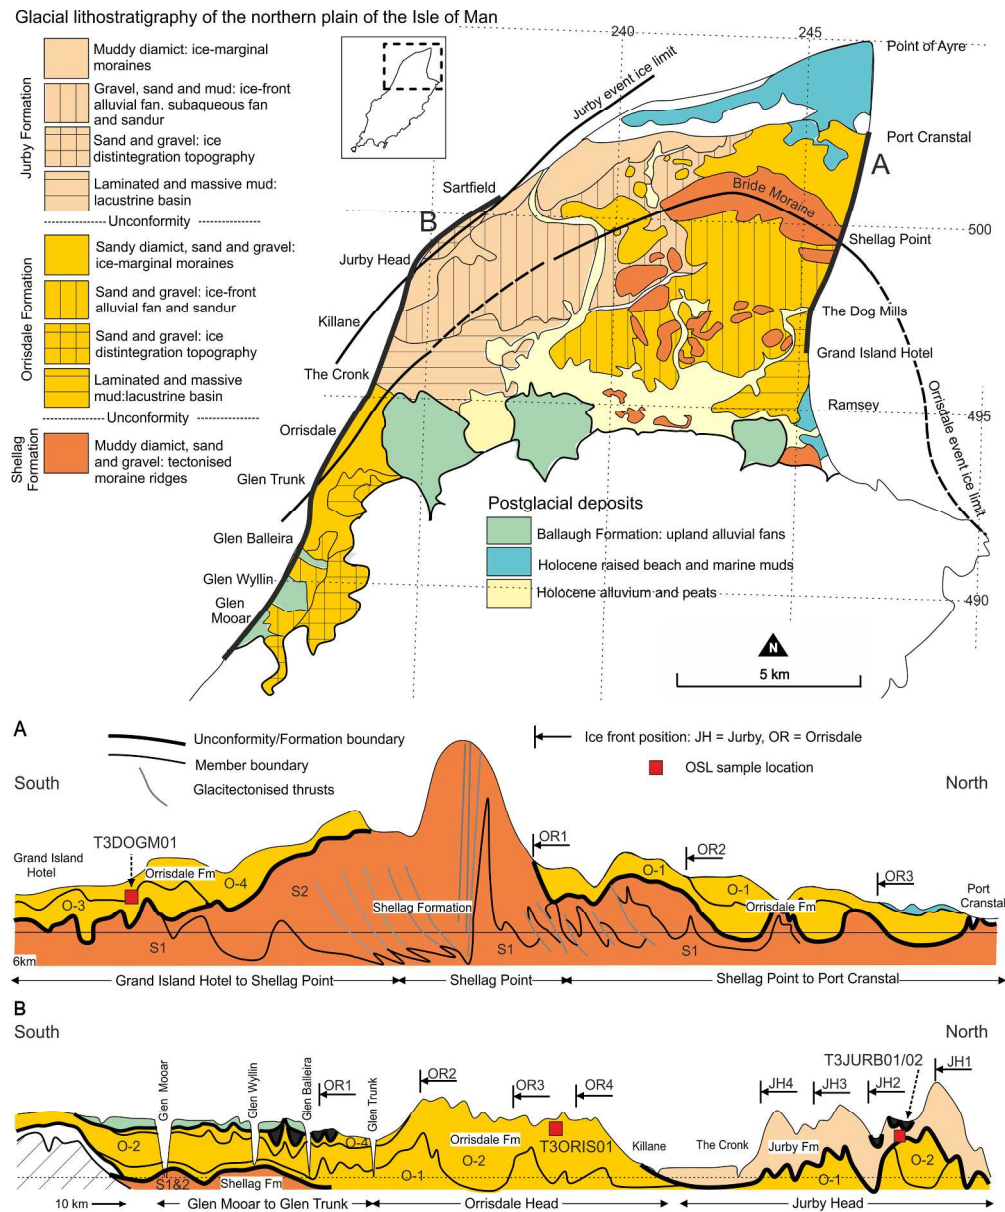 Glacial lithostratigraphy of the northern plain of the Isle of Man
Jurby Formation
Muddy diamict: ice-marginal
moraines
Gravel, sand and mud: ice-front
alluvial fan, subaqueous fan
and sandur
Sand and gravel: ice
distintegration topography
Laminated and massive mud:
lacustrine basin
Unconformity
Orrisdale Formation
Sandy diamict, sand and gravel:
ice-marginal moraines
Sand and gravel: ice-front
alluvial fan and sandur
Sand and gravel: ice
distintegration topography
Laminated and massive
mud:lacustrine basin
Unconformity
Shellag
Formation
Muddy diamict, sand
and gravel: tectonised
moraine ridges
240
245
Point of Ayre
Jurby event ice limit
Port Cranstal
A
Sartfield
B
Bride Moraine
500
Shellag Point
Jurby Head
Killane
The Dog Mills
Grand Island Hotel
The Cronk
Ramsey
495
Orrisdale
Orrisdale event ice limit
Glen Trunk
Glen Balleira
Glen Wyllin
Glen
Mooar
490
Postglacial deposits
Ballaugh Formation: upland alluvial fans
Holocene raised beach and marine muds
Holocene alluvium and peats
N
5 km
A
Unconformity/Formation boundary
Member boundary
Glacitectonised thrusts
Ice front position: JH = Jurby, OR = Orrisdale
OSL sample location
South
North
T3DOGM01
Grand Island
Hotel
Orrisdale Fm
O-3
O-4
S2
S1
Shellag Formation
S1
OR1
O-1
OR2
O-1
Orrisdale Fm
S1
OR3
Port
Cranstal
6km
Grand Island Hotel to Shellag Point
Shellag Point
Shellag Point to Port Cranstal
B
South
North
Glen Mooar
Glen Wyllin
Glen Balleira
OR1
Glen Trunk
OR2
OR3
OR4
T3JURB01/02
JH4
JH3
JH2
JH1
O-2
O-4
Orrisdale Fm
O-2
O-1
T3ORIS01
Killane
The Cronk
Jurby Fm
O-1
O-2
S1&2
Shellag Fm
10 km
Glen Mooar to Glen Trunk
Orrisdale Head
Jurby Head